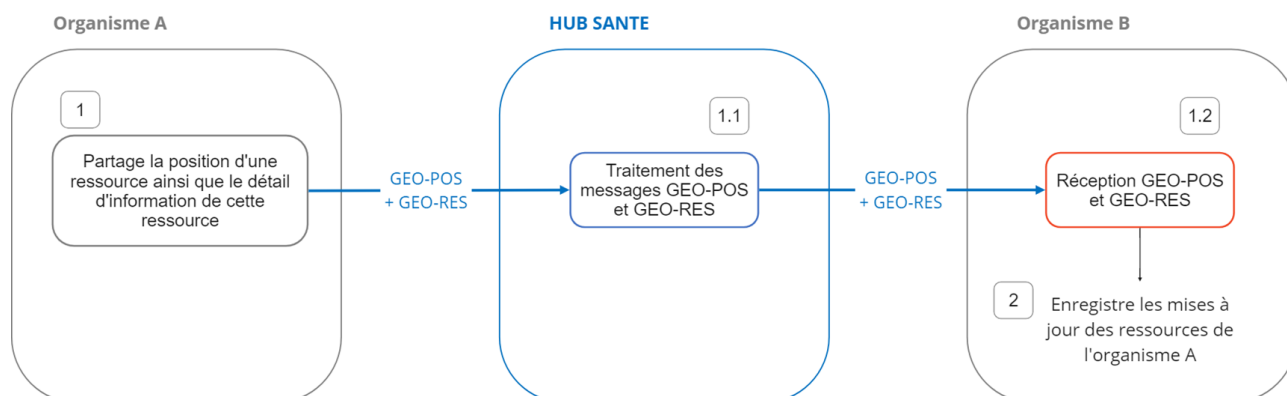 Organisme A
HUB SANTE
Organisme B
1
1.1
1.2
Partage la position d'une
ressource ainsi que le détail
d'information de cette
ressource
GEO-POS
+ GEO-RES
Traitement des
messages GEO-POS
et GEO-RES
GEO-POS
+ GEO-RES
Réception GEO-POS
et GEO-RES
2
Enregistre les mises à
jour des ressources de
l'organisme A